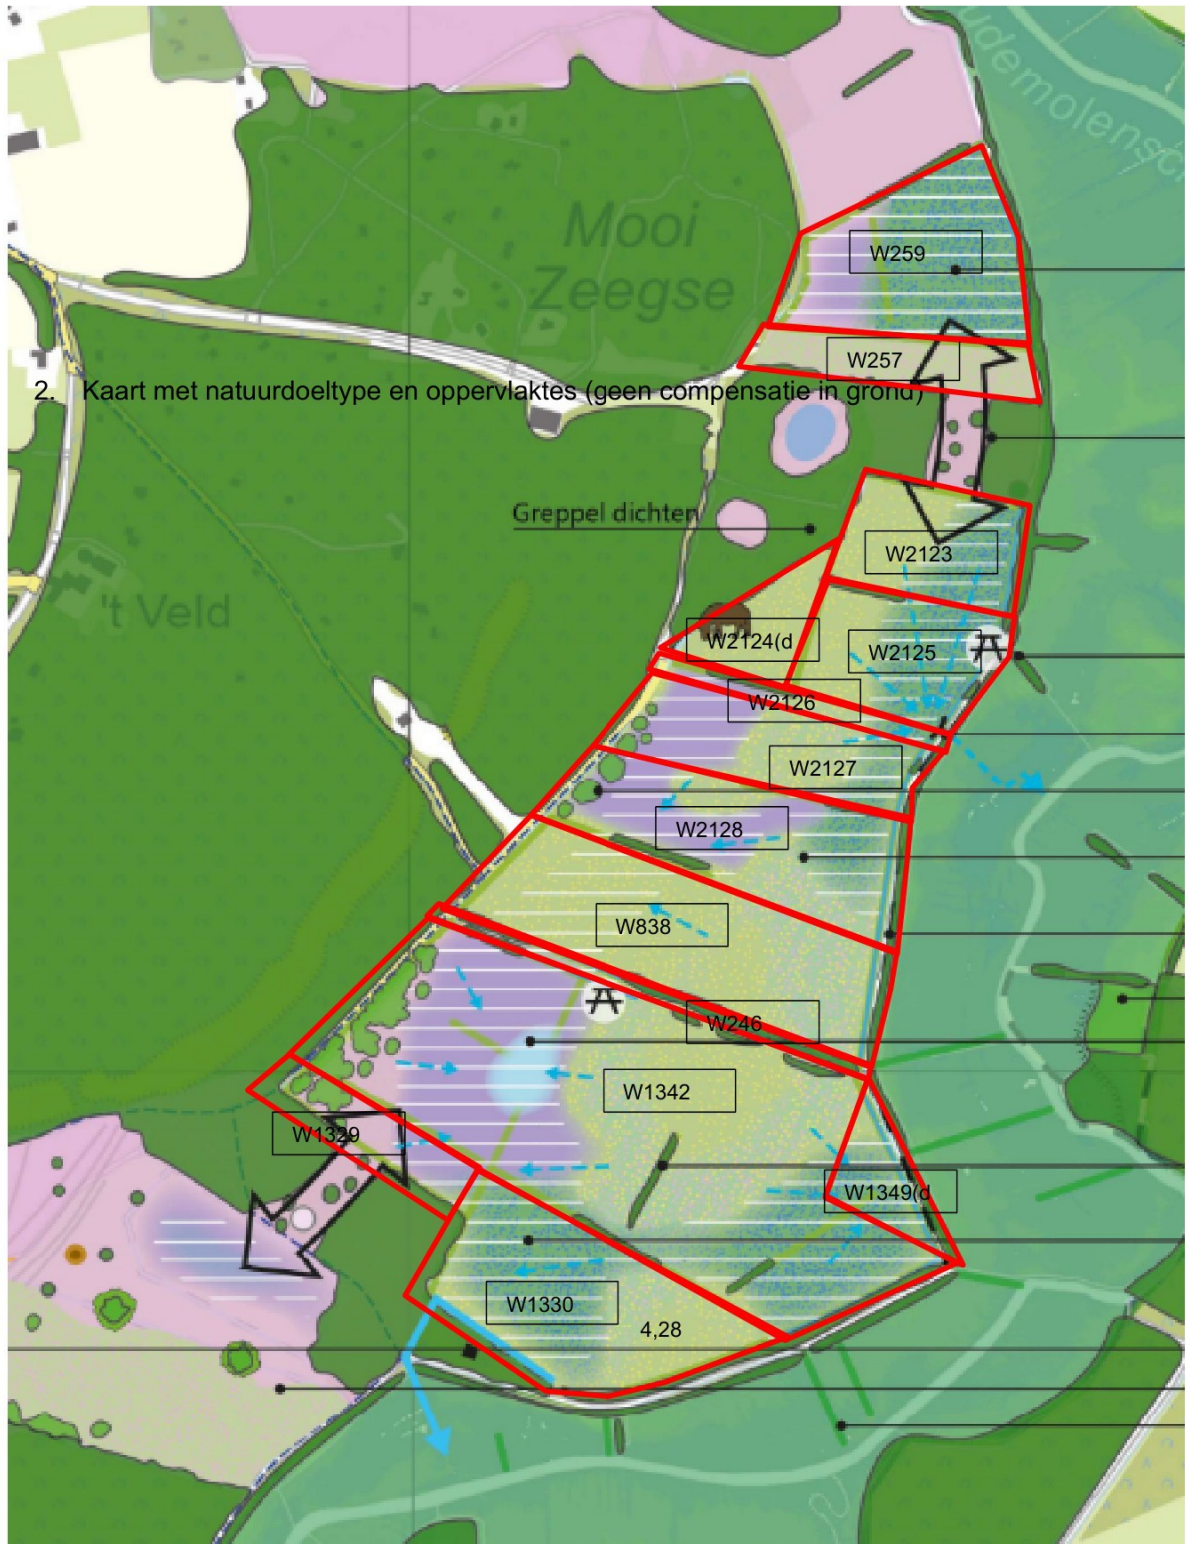 Mooi
Zeegse
W259
W257
2. Kaart met natuurdoeltype en oppervlaktes (geen compensatie in grond)
Greppel dichten
W2123
't Veld
W2124(d
W2125
W2126
W2127
W2128
W838
W246
W1342
W1329
W1349(d
W1330
4,28